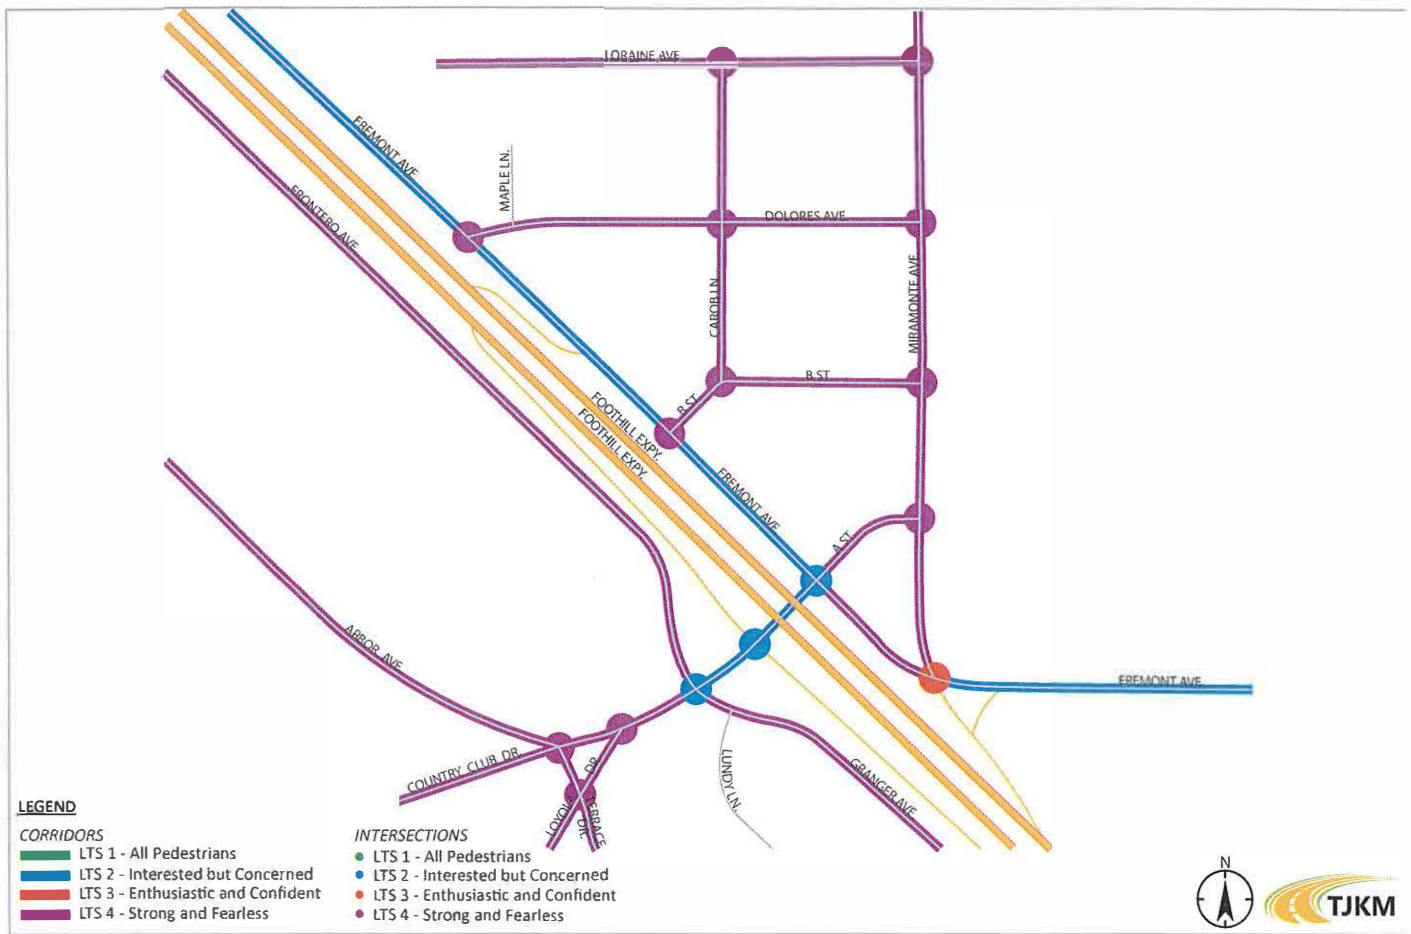 LORAINE AVE
FREMONT AVE
MAPLE LN.
FRONTERO AVE
DOLORES AVE
CAROB LN.
MIRAMONTE AVE
B ST
B ST
FOOTHILL EXPY.
FOOTHILL EXPY.
FREMONT AVE
A ST
ARBOR AVE
FREMONT AVE
COUNTRY CLUB DR
LOYOLA DR
TERRACE DR.
LUNDY LN.
GRANGER AVE
LEGEND
CORRIDORS
LTS 1 - All Pedestrians
LTS 2 - Interested but Concerned
LTS 3 - Enthusiastic and Confident
LTS 4 - Strong and Fearless
INTERSECTIONS
LTS 1 - All Pedestrians
LTS 2 - Interested but Concerned
LTS 3 - Enthusiastic and Confident
LTS 4 - Strong and Fearless
N
TJKM